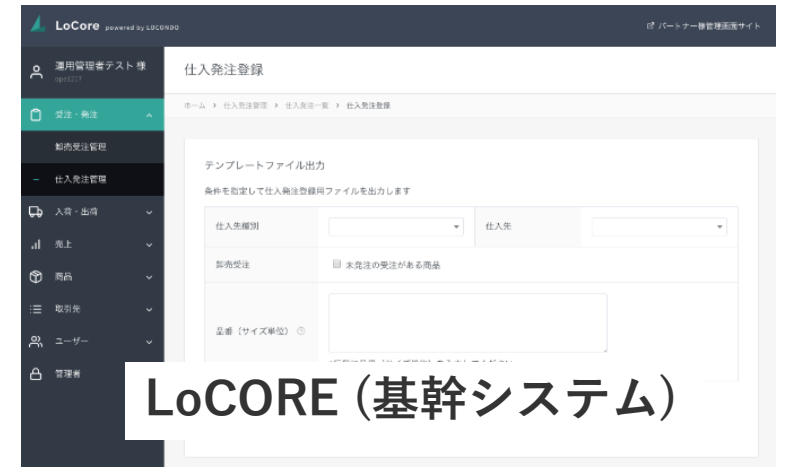 LoCore powered by LOCONDO
パートナー様管理画面サイト
運用管理者テスト 様
受注・発注
卸売受注管理
仕入発注管理
入荷・出荷
売上
商品
取引先
ユーザー
管理者
仕入発注登録
ホーム › 仕入発注管理 › 仕入発注一覧 › 仕入発注登録
テンプレートファイル出力
条件を指定して仕入発注登録用ファイルを出力します
仕入先種別
仕入先
卸売受注
未発注の受注がある商品
品番（サイズ単位）
LoCORE (基幹システム)